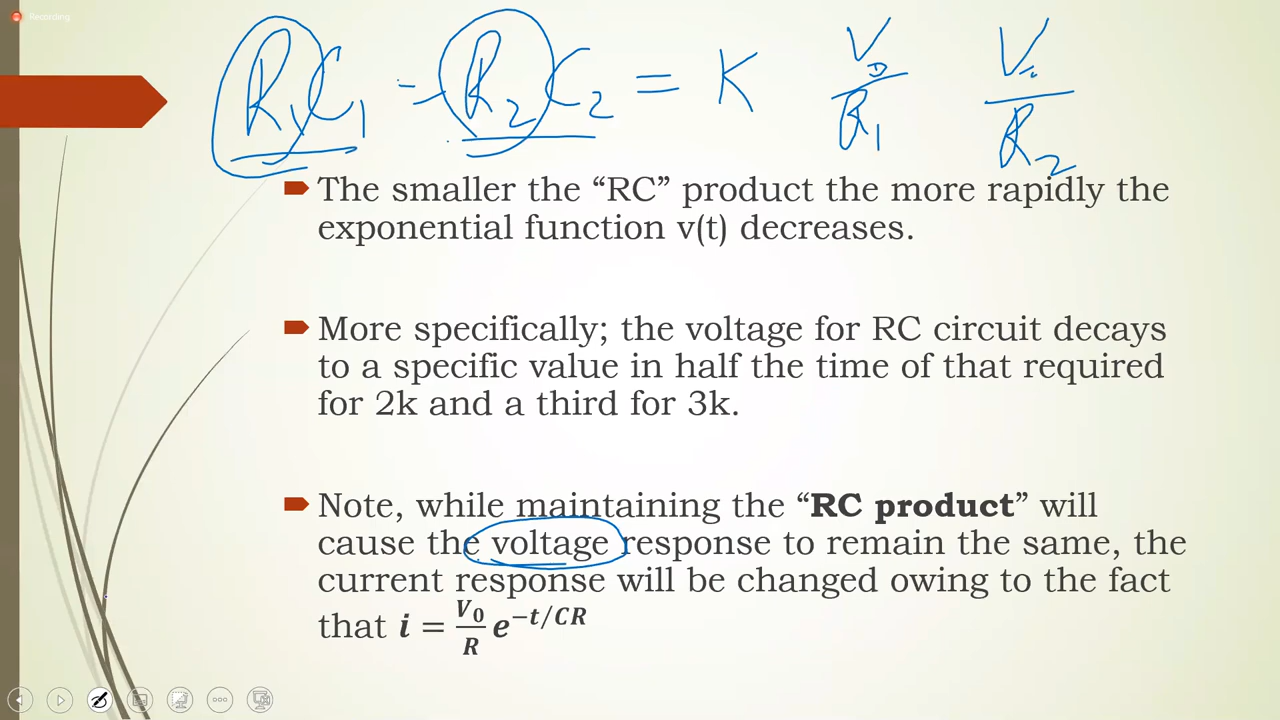 Recording
R₁C₁ = R₂C₂ = K V₀/R₁ V₀/R₂
The smaller the “RC” product the more rapidly the
exponential function v(t) decreases.
More specifically; the voltage for RC circuit decays
to a specific value in half the time of that required
for 2k and a third for 3k.
Note, while maintaining the “RC product” will
cause the voltage response to remain the same, the
current response will be changed owing to the fact
that i = V₀/R e^(-t/CR)